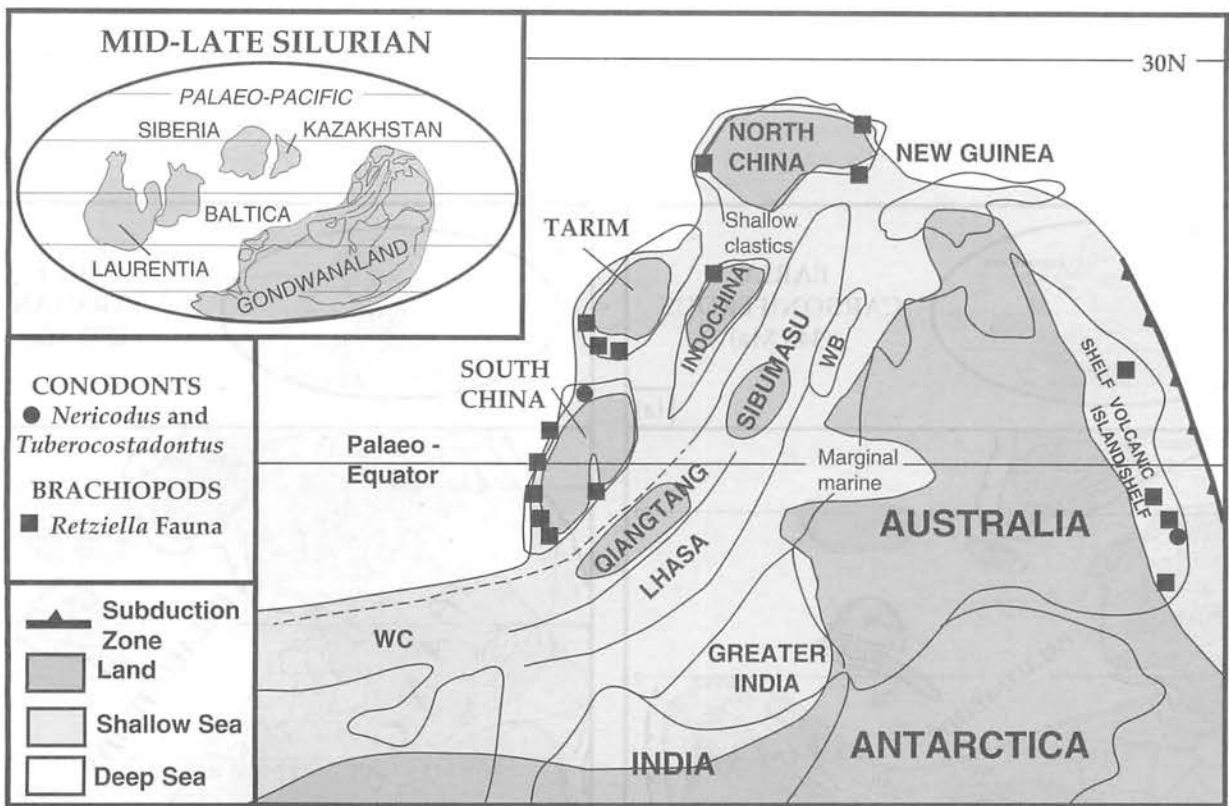 MID-LATE SILURIAN
PALAEO-PACIFIC
SIBERIA
KAZAKHSTAN
BALTICA
LAURENTIA
GONDWANALAND
CONODONTS
Nericodus and
Tuberocostadontus
BRACHIOPODS
Retziella Fauna
Subduction
Zone
Land
Shallow Sea
Deep Sea
30N
NORTH
CHINA
NEW GUINEA
Shallow
clastics
TARIM
INDOCHINA
SIBUMASU
WB
SOUTH
CHINA
Palaeo -
Equator
Marginal
marine
SHELF
VOLCANIC
ISLAND/SHELF
AUSTRALIA
QIANGTANG
LHASA
WC
GREATER
INDIA
INDIA
ANTARCTICA